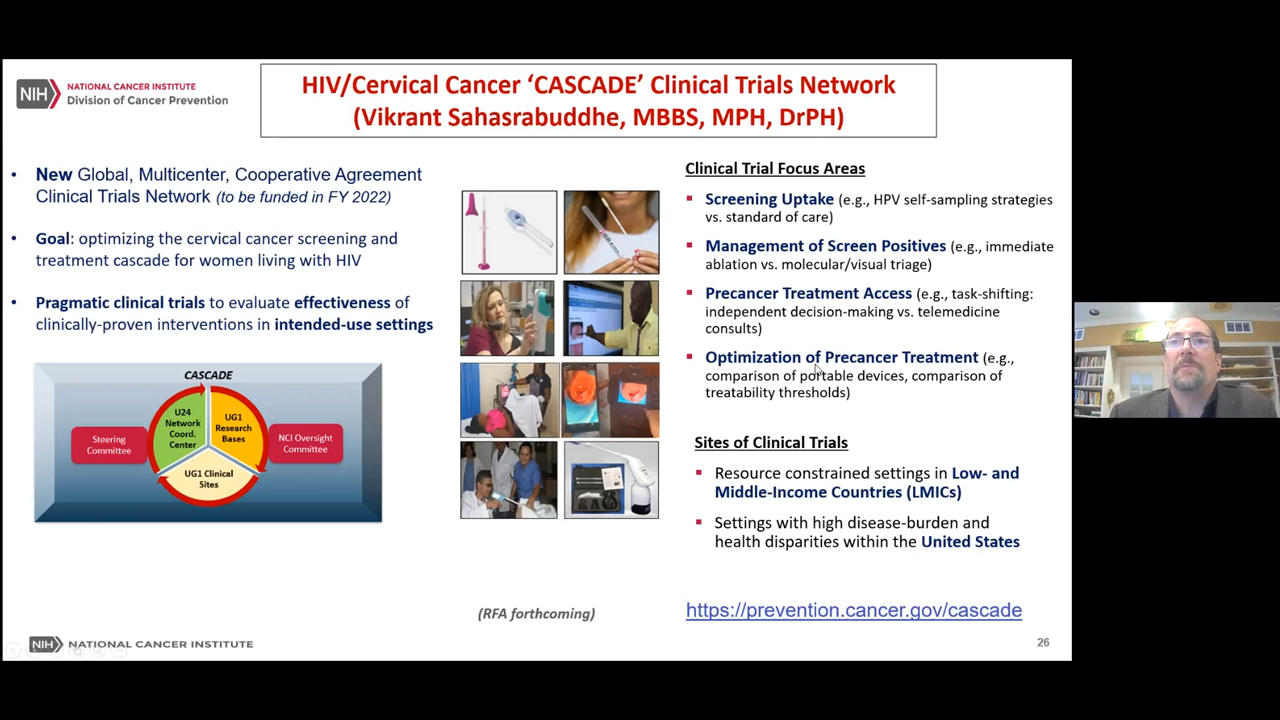 NIH
NATIONAL CANCER INSTITUTE
Division of Cancer Prevention
HIV/Cervical Cancer ‘CASCADE’ Clinical Trials Network
(Vikrant Sahasrabuddhe, MBBS, MPH, DrPH)
• New Global, Multicenter, Cooperative Agreement
Clinical Trials Network (to be funded in FY 2022)
• Goal: optimizing the cervical cancer screening and
treatment cascade for women living with HIV
• Pragmatic clinical trials to evaluate effectiveness of
clinically-proven interventions in intended-use settings
CASCADE
Steering
Committee
U24
Network
Coord.
Center
UG1
Research
Bases
NCI Oversight
Committee
UG1 Clinical
Sites
Clinical Trial Focus Areas
▪ Screening Uptake (e.g., HPV self-sampling strategies
vs. standard of care)
▪ Management of Screen Positives (e.g., immediate
ablation vs. molecular/visual triage)
▪ Precancer Treatment Access (e.g., task-shifting:
independent decision-making vs. telemedicine
consults)
▪ Optimization of Precancer Treatment (e.g.,
comparison of portable devices, comparison of
treatability thresholds)
Sites of Clinical Trials
▪ Resource constrained settings in Low- and
Middle-Income Countries (LMICs)
▪ Settings with high disease-burden and
health disparities within the United States
(RFA forthcoming)
https://prevention.cancer.gov/cascade
NIH NATIONAL CANCER INSTITUTE
26